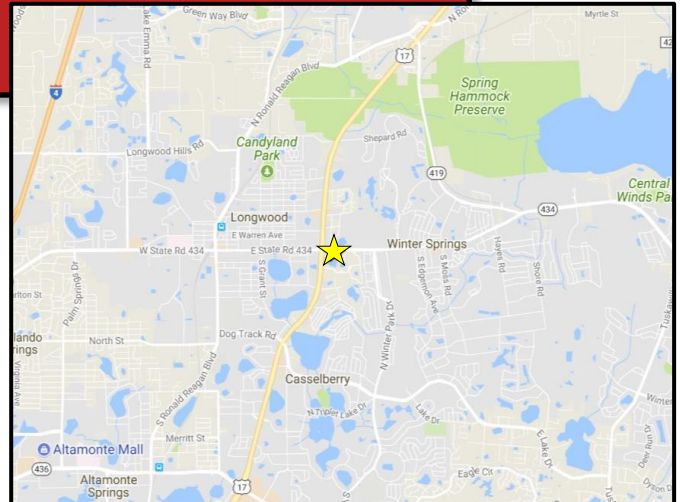 Green Way Blvd
Myrtle St
Lake Emma Rd
17
4
N Ronald Reagan Blvd
Spring
Hammock
Preserve
Shepard Rd
Candyland
Park
Longwood Hills Rd
419
434
Central
Longwood
E Warren Ave
W State Rd 434
E State Rd 434
Winter Springs
Hayes Rd
S Moss Rd
S Edgemon Ave
Shore Rd
S Grant St
Palm Springs Dr
North St
Dog Track Rd
N Winter Park Dr
Virginia Ave
S Ronald Reagan Blvd
Casselberry
N Triplet Lake Dr
Lake Dr
Merritt St
E Lake Dr
Deer Run
Altamonte Mall
436
Altamonte
Springs
17
Eagle Cir